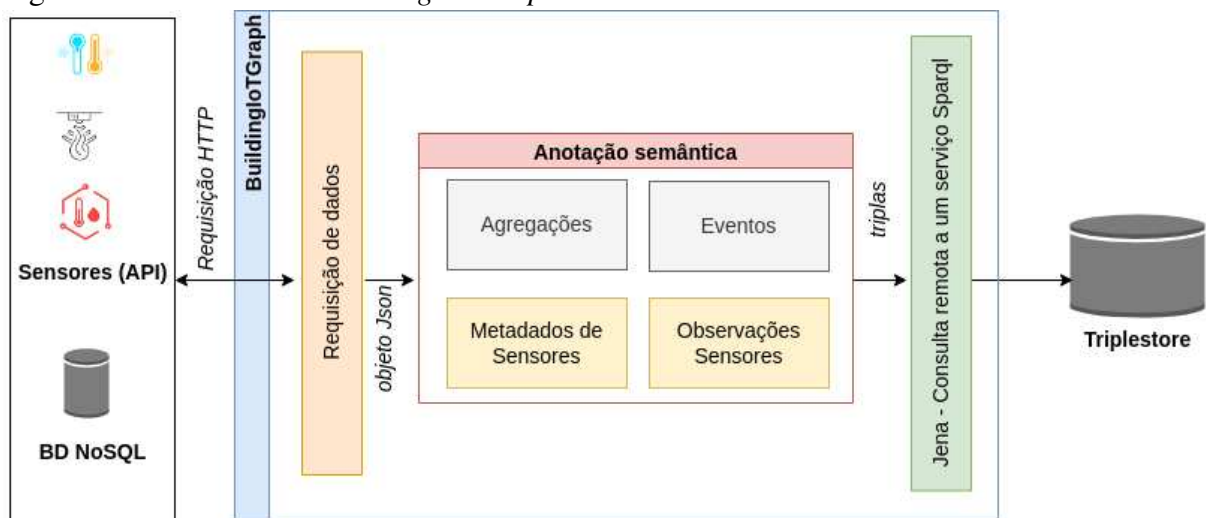 Sensores (API)
BD NoSQL
Requisição HTTP
BuildingIoTGraph
Requisição de dados
objeto Json
Anotação semântica
Agregações
Eventos
Metadados de
Sensores
Observações
Sensores
triplas
Jena - Consulta remota a um serviço Sparql
Triplestore